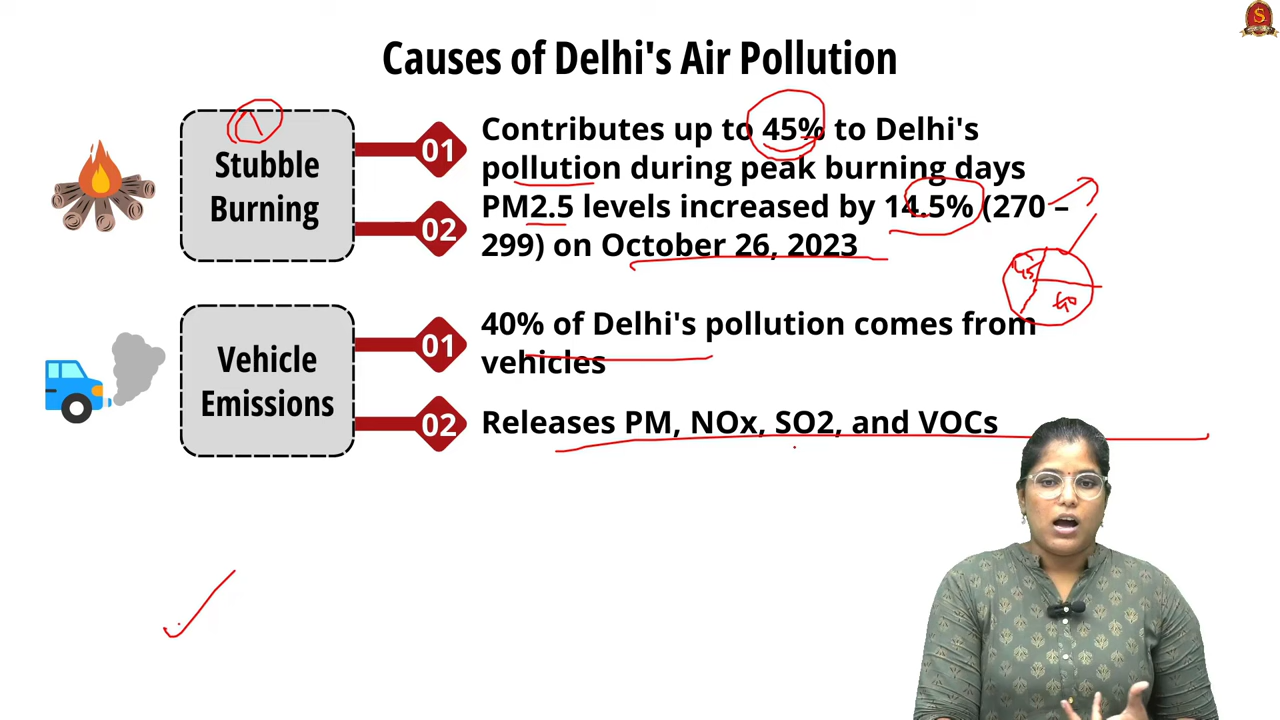 Causes of Delhi's Air Pollution
Stubble
Burning
01
Contributes up to 45% to Delhi's
pollution during peak burning days
02
PM2.5 levels increased by 14.5% (270 –
299) on October 26, 2023
45
40
Vehicle
Emissions
01
40% of Delhi's pollution comes from
vehicles
02
Releases PM, NOx, SO2, and VOCs
S